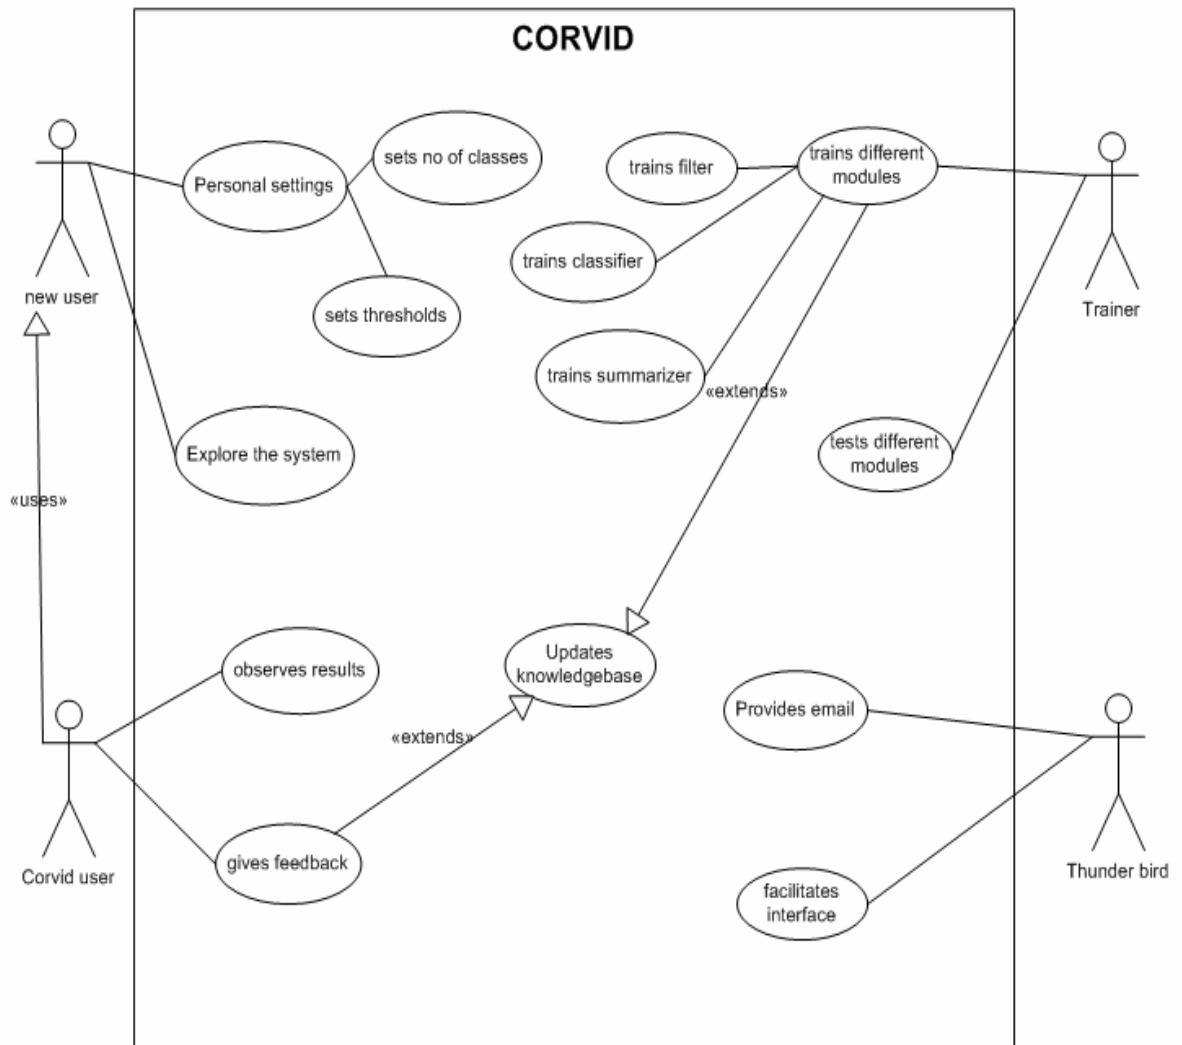 CORVID
sets no of classes
Personal settings
sets thresholds
trains filter
trains different
modules
trains classifier
trains summarizer
«extends»
new user
Trainer
Explore the system
tests different
modules
«uses»
observes results
Updates
knowledgebase
Provides email
«extends»
gives feedback
Corvid user
facilitates
interface
Thunder bird